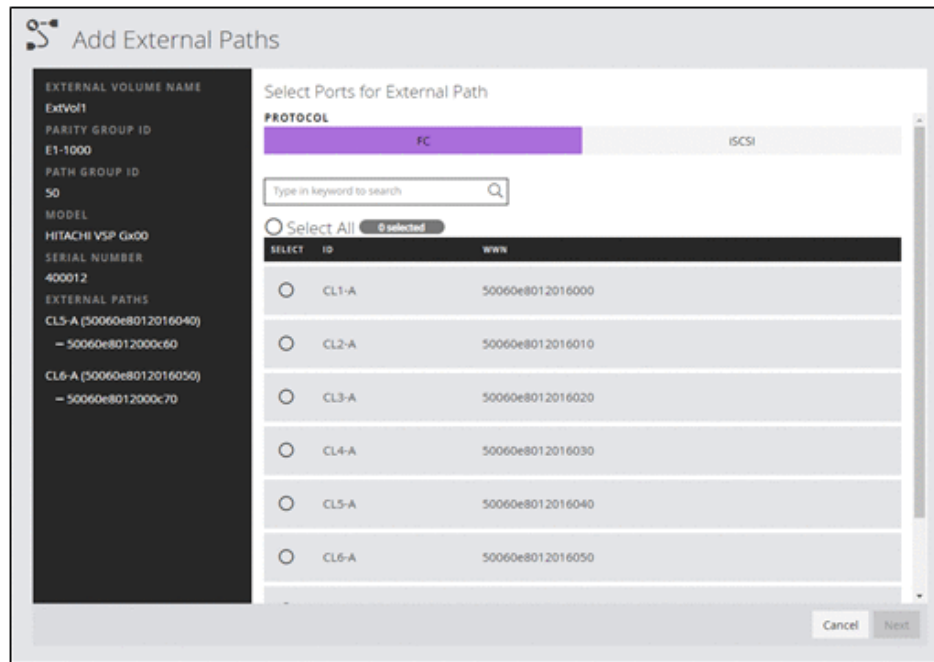 Add External Paths
EXTERNAL VOLUME NAME
ExtVol1
PARITY GROUP ID
E1-1000
PATH GROUP ID
50
MODEL
HITACHI VSP Gx00
SERIAL NUMBER
400012
EXTERNAL PATHS
CL5-A (50060e8012016040)
– 50060e8012000c60
CL6-A (50060e8012016050)
– 50060e8012000c70
Select Ports for External Path
PROTOCOL
FC iSCSI
Type in keyword to search
Select All 0 selected
SELECT ID WWN
CL1-A 50060e8012016000
CL2-A 50060e8012016010
CL3-A 50060e8012016020
CL4-A 50060e8012016030
CL5-A 50060e8012016040
CL6-A 50060e8012016050
Cancel Next